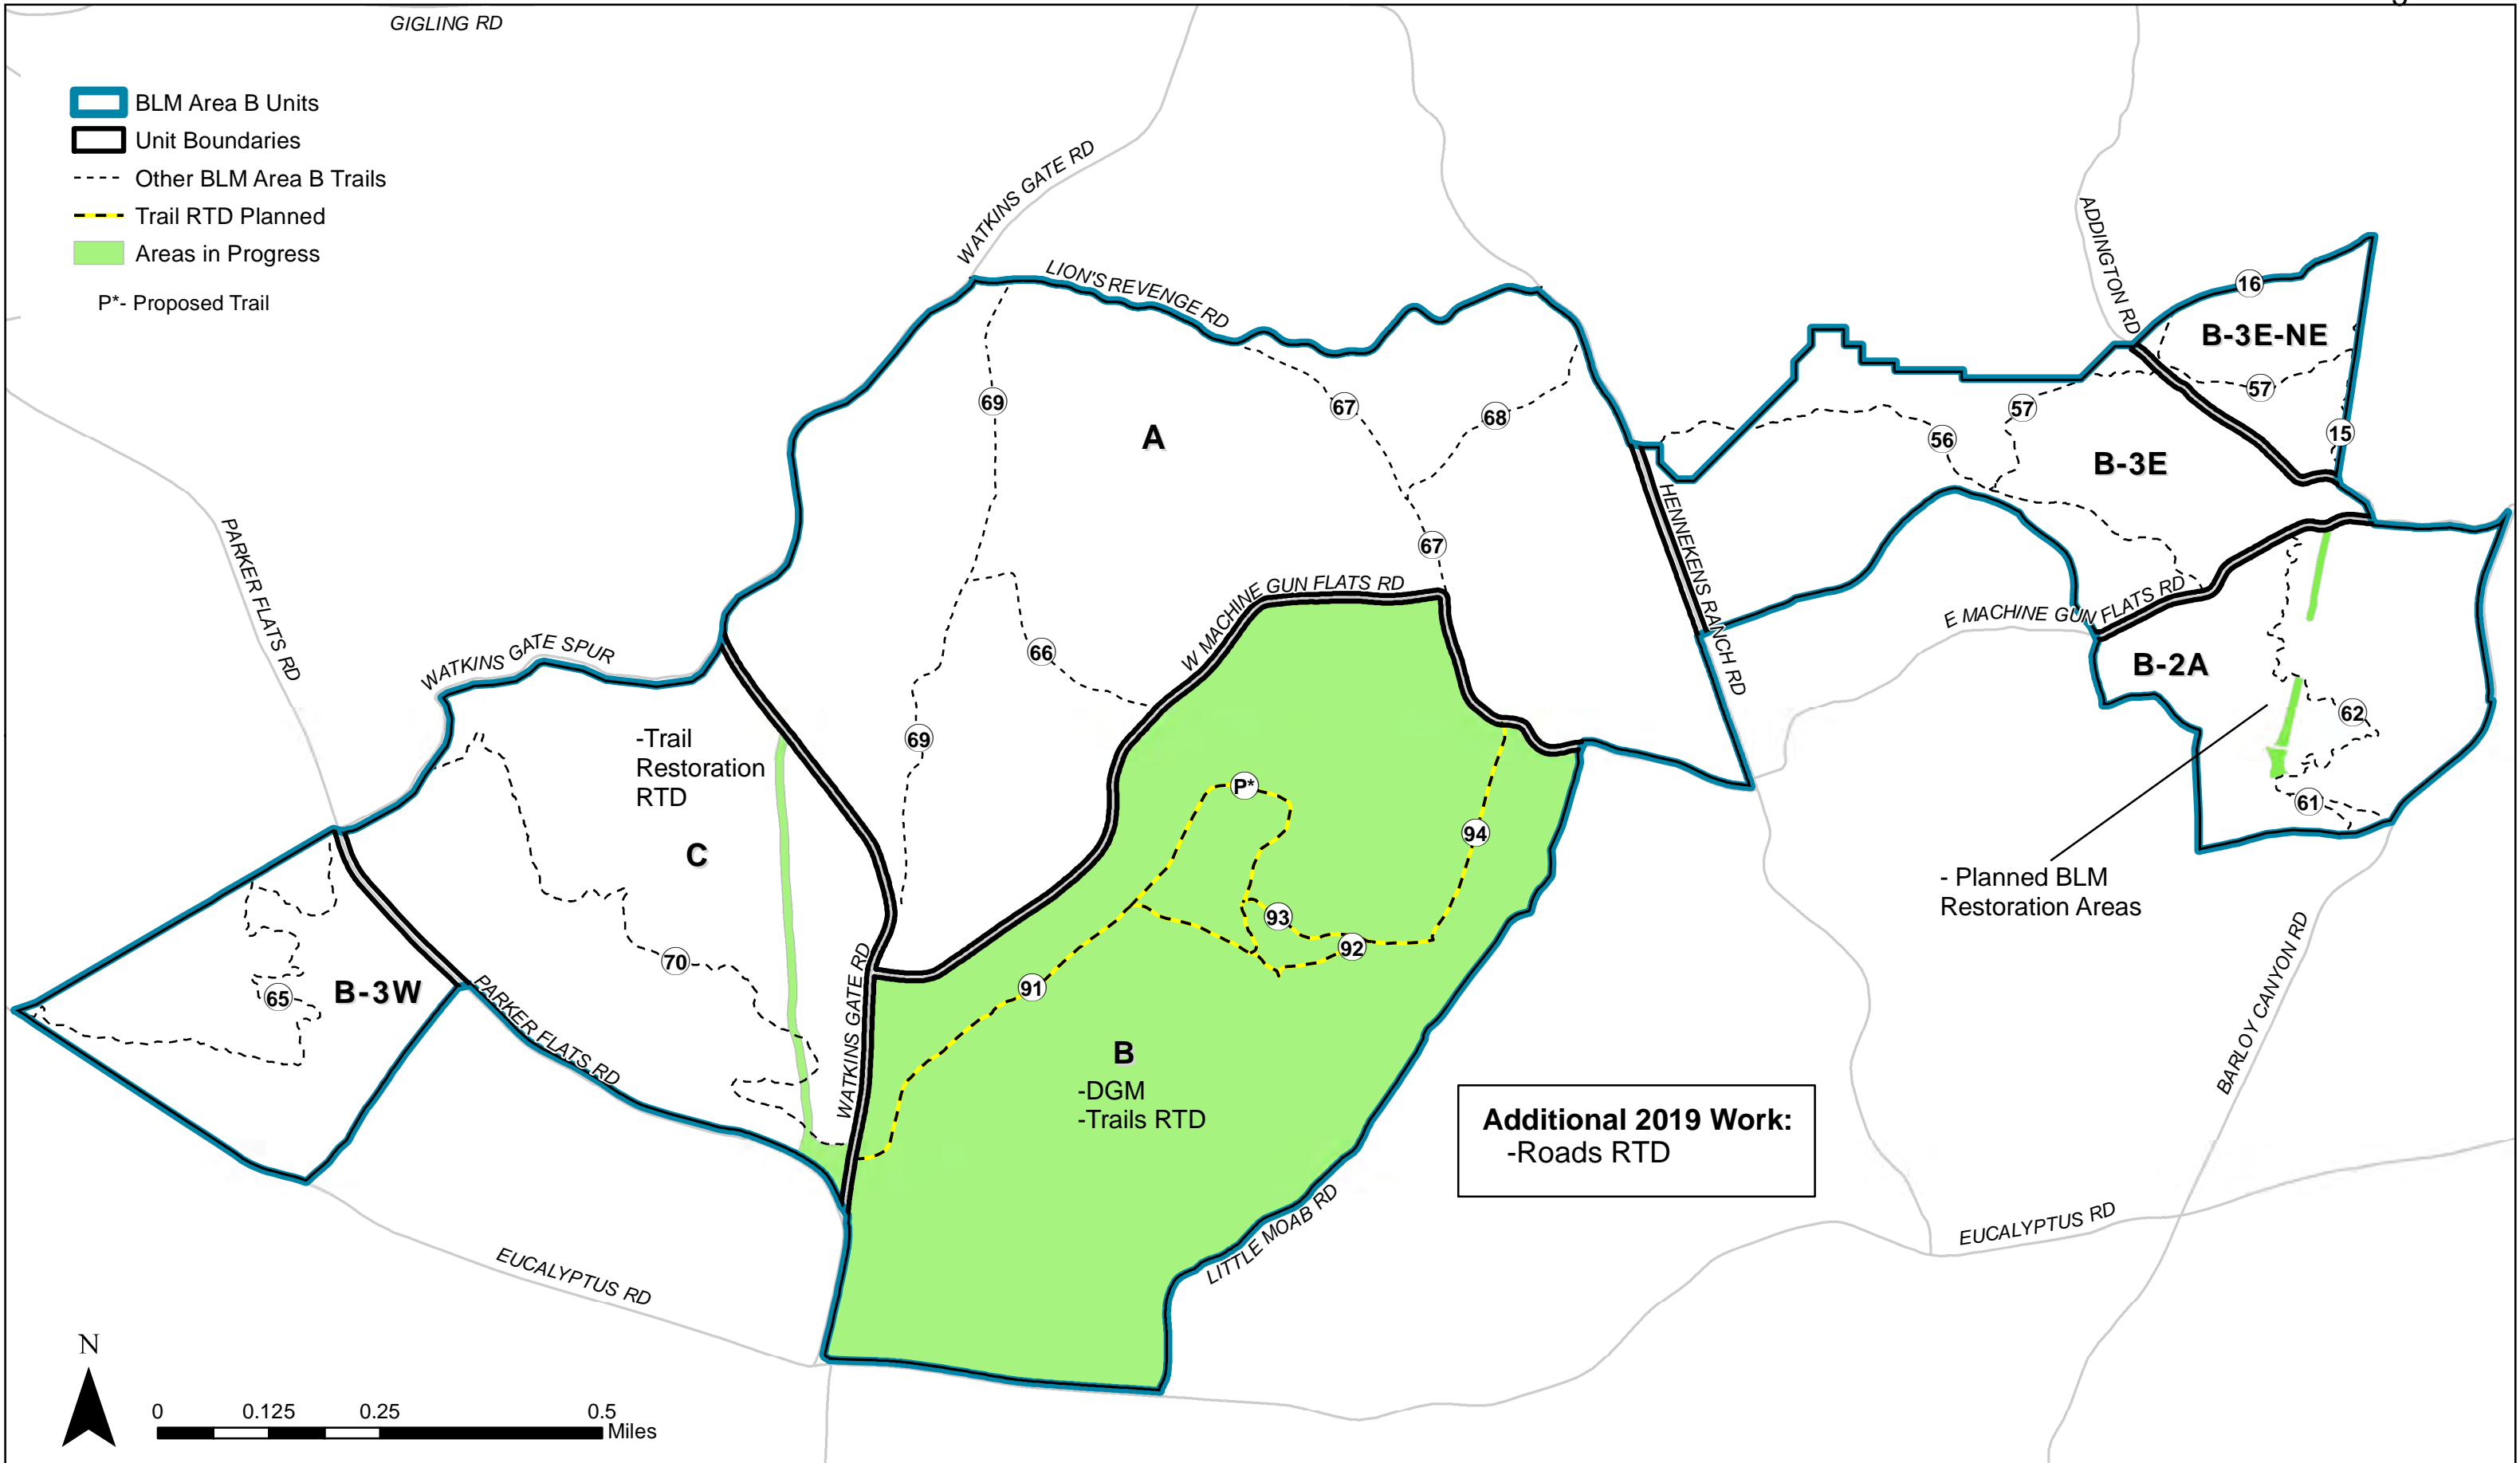 GIGLING RD
BLM Area B Units
Unit Boundaries
Other BLM Area B Trails
Trail RTD Planned
Areas in Progress
P*- Proposed Trail
WATKINS GATE RD
LION'S REVENGE RD
ADDINGTON RD
16
B-3E-NE
57
15
69
67
68
A
57
56
B-3E
PARKER FLATS RD
HENNEKENS RANCH RD
67
W MACHINE GUN FLATS RD
E MACHINE GUN FLATS RD
WATKINS GATE SPUR
66
B-2A
62
61
-Trail
Restoration
RTD
69
P*
94
C
93
92
91
- Planned BLM
Restoration Areas
70
65
B-3W
PARKER FLATS RD
WATKINS GATE RD
B
-DGM
-Trails RTD
BARLOY CANYON RD
Additional 2019 Work:
-Roads RTD
LITTLE MOAB RD
EUCALYPTUS RD
EUCALYPTUS RD
N
0 0.125 0.25 0.5
Miles